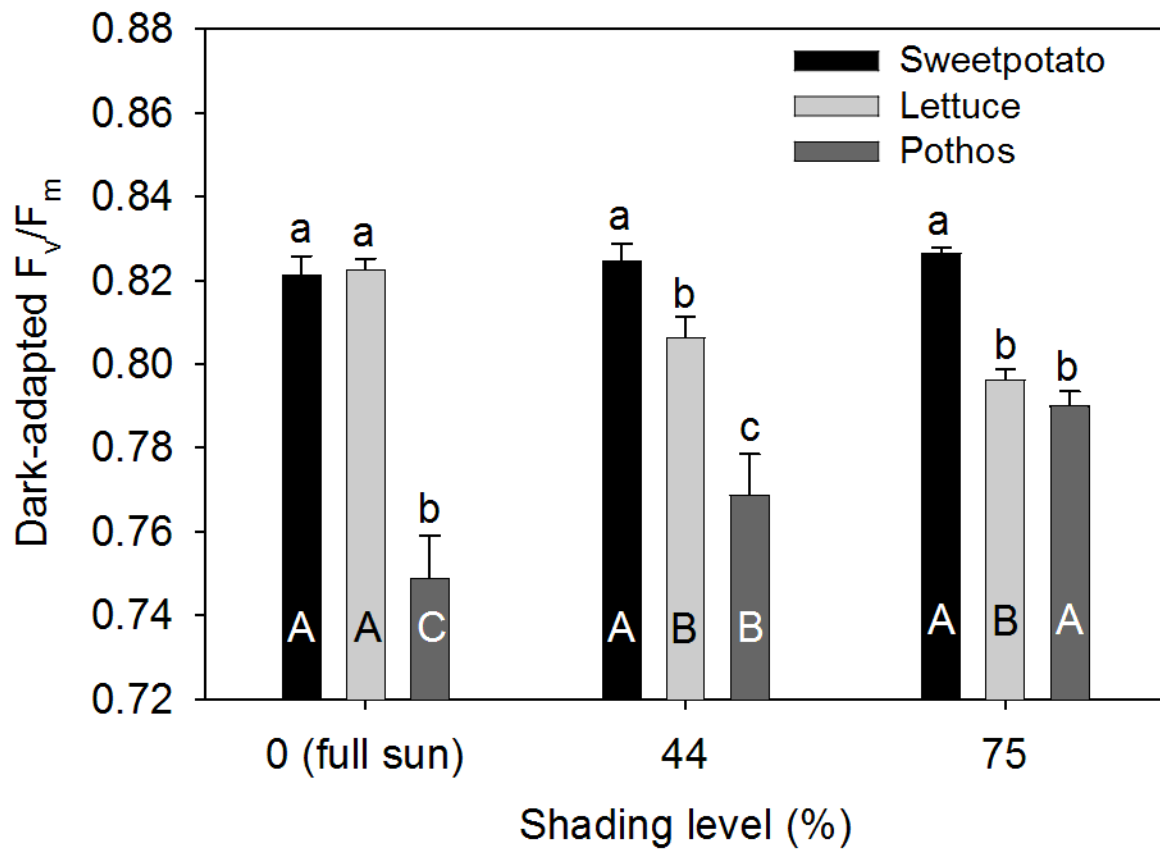 0.88
0.86
0.84
0.82
0.80
0.78
0.76
0.74
0.72
Dark-adapted Fv/Fm
Sweetpotato
Lettuce
Pothos
a a b
a b c
a b b
A A C
A B B
A B A
0 (full sun) 44 75
Shading level (%)